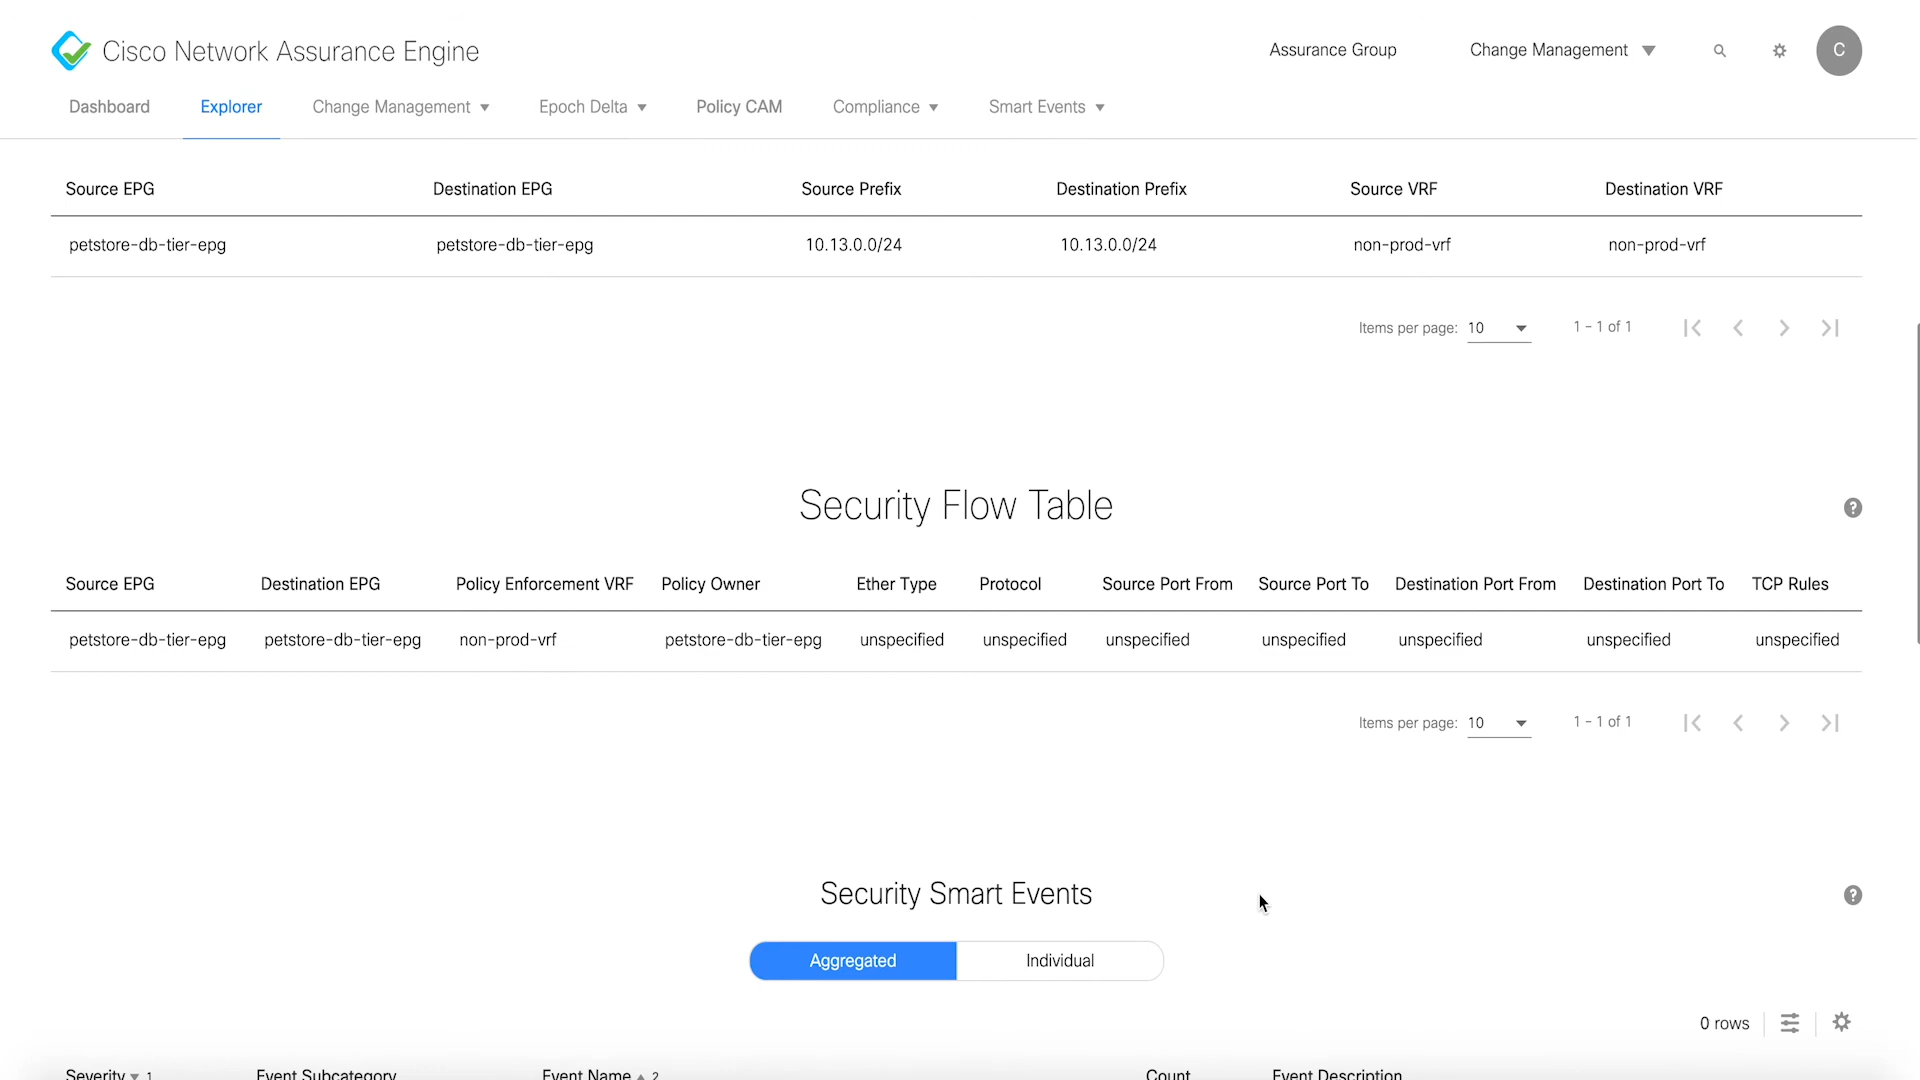 Cisco Network Assurance Engine
Assurance Group
Change Management
C
Dashboard
Explorer
Change Management
Epoch Delta
Policy CAM
Compliance
Smart Events
Source EPG Destination EPG Source Prefix Destination Prefix Source VRF Destination VRF
petstore-db-tier-epg petstore-db-tier-epg 10.13.0.0/24 10.13.0.0/24 non-prod-vrf non-prod-vrf
Items per page: 10 1 - 1 of 1
Security Flow Table
?
Source EPG Destination EPG Policy Enforcement VRF Policy Owner Ether Type Protocol Source Port From Source Port To Destination Port From Destination Port To TCP Rules
petstore-db-tier-epg petstore-db-tier-epg non-prod-vrf petstore-db-tier-epg unspecified unspecified unspecified unspecified unspecified unspecified unspecified
Items per page: 10 1 - 1 of 1
Security Smart Events
?
Aggregated Individual
0 rows
Severity 1 Event Subcategory Event Name 2 Count Event Description